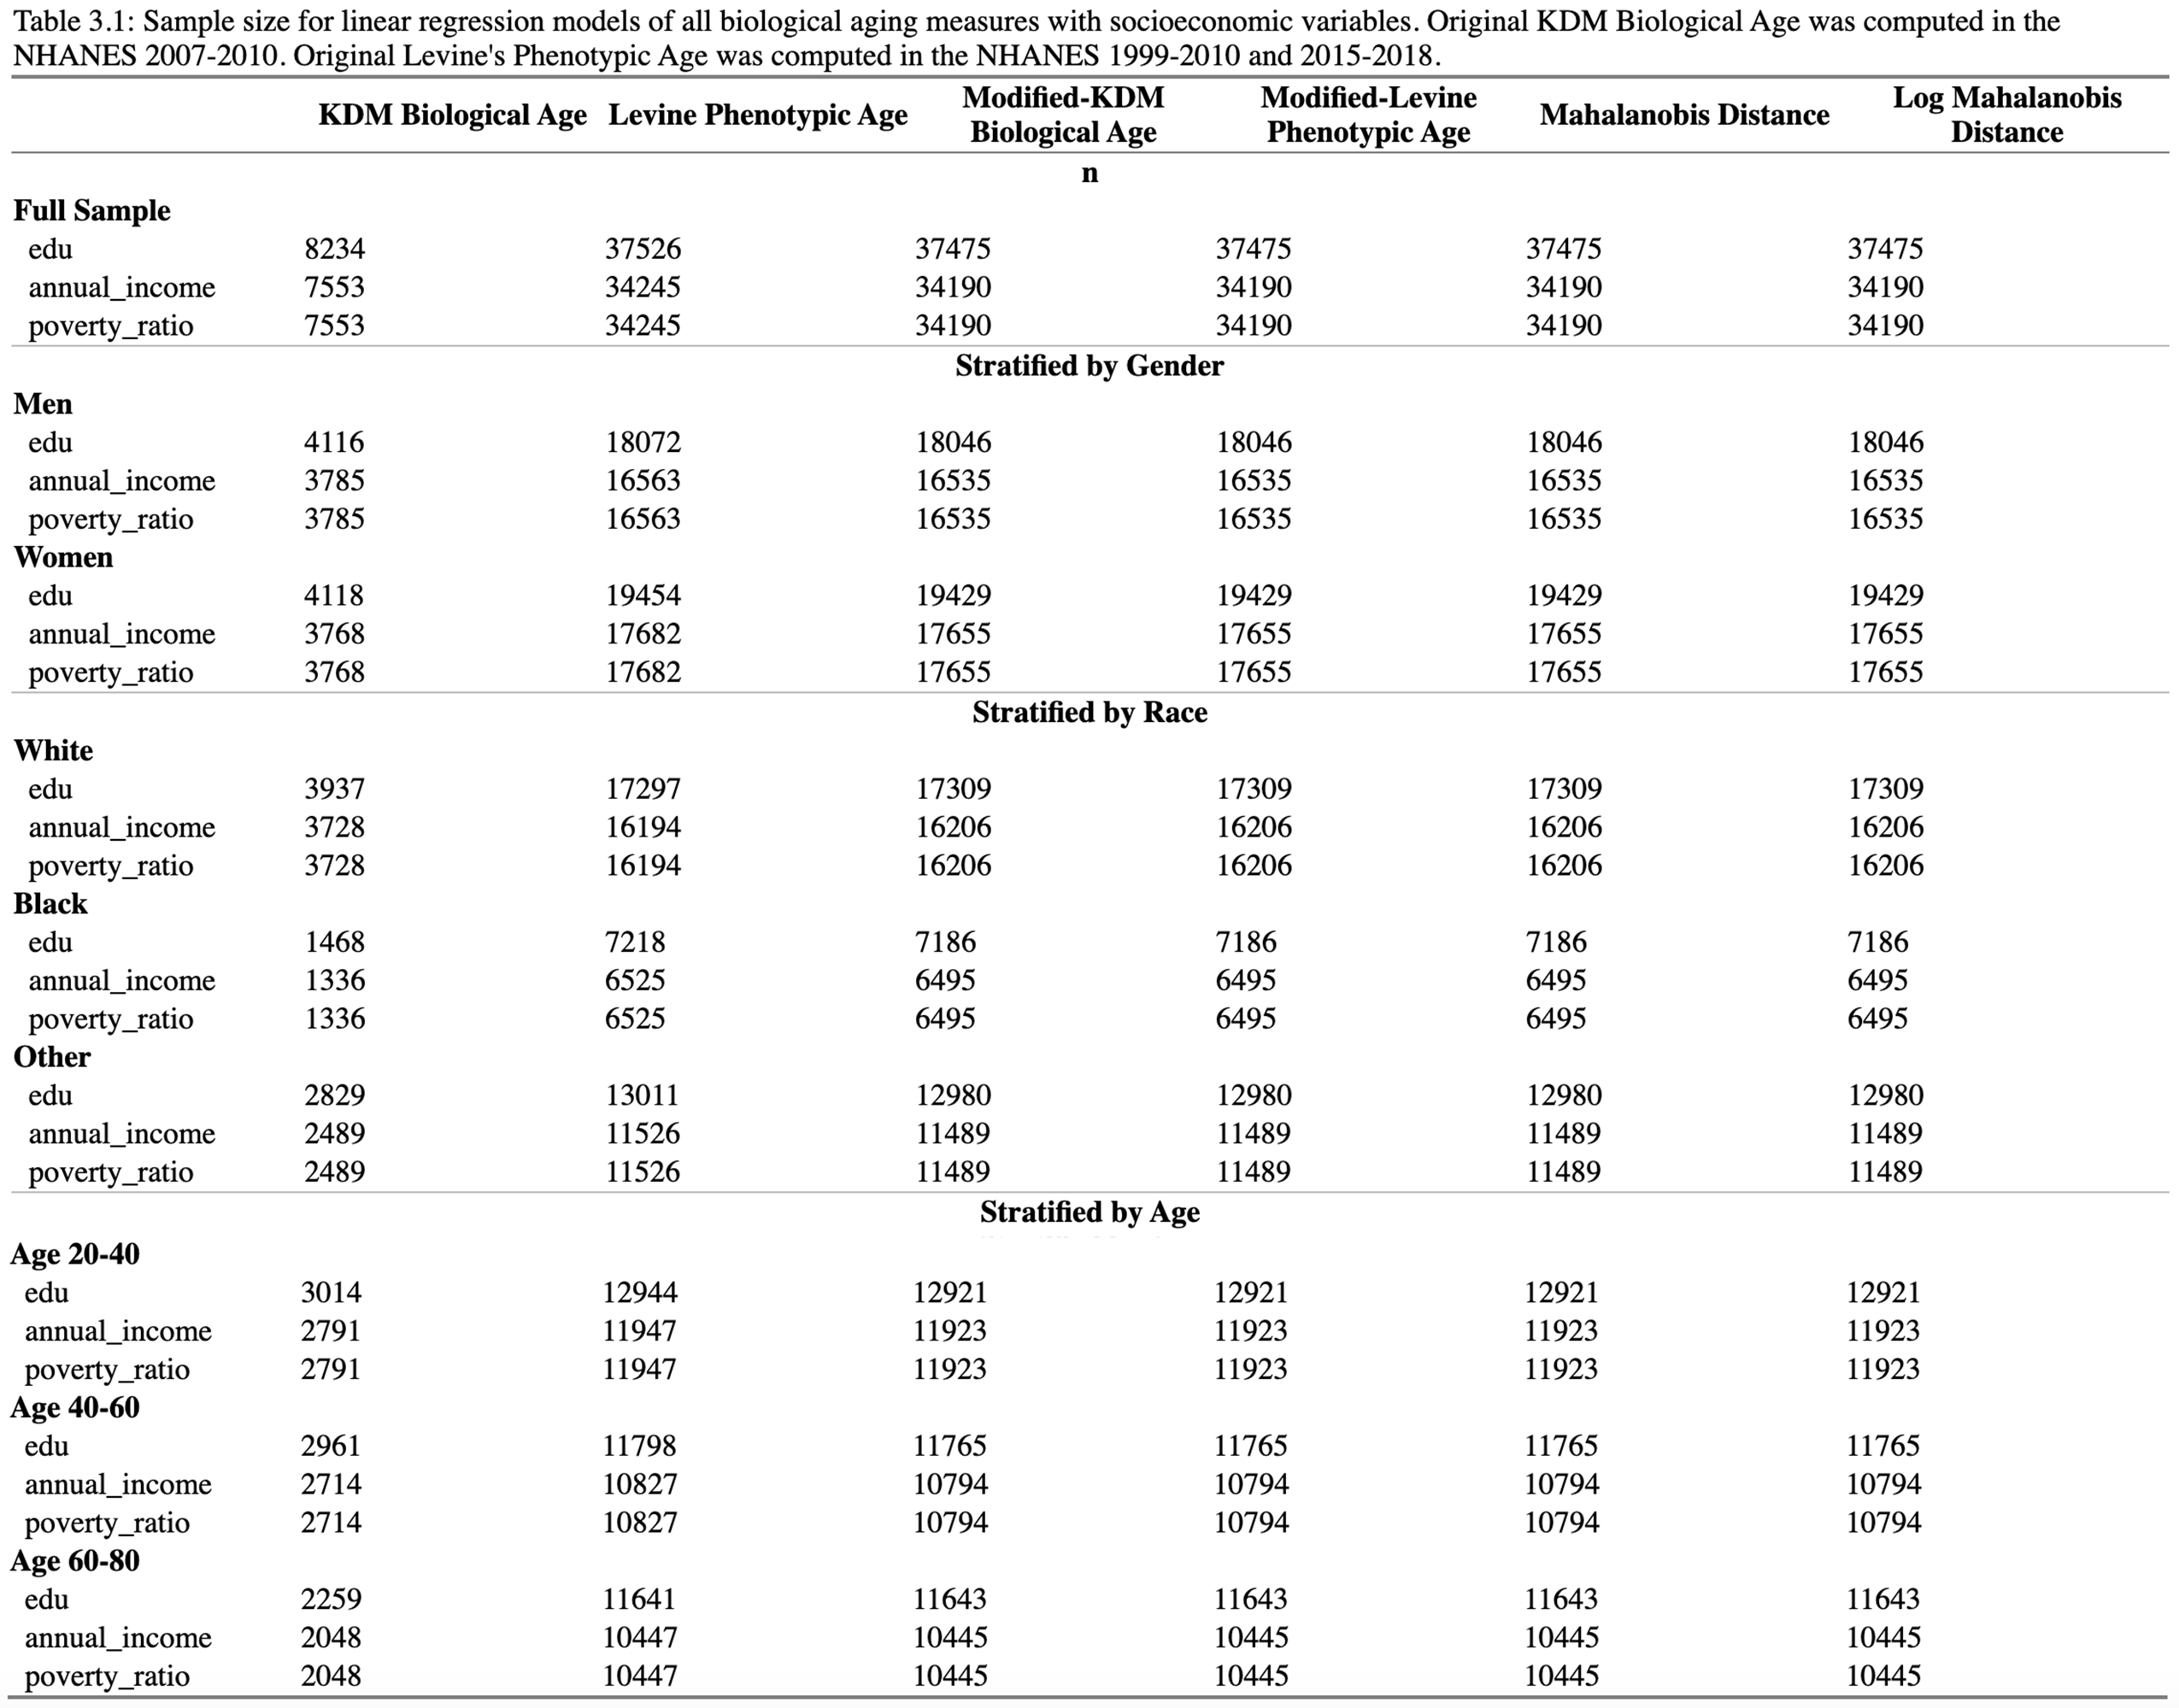 Table 3.1: Sample size for linear regression models of all biological aging measures with socioeconomic variables. Original KDM Biological Age was computed in the
NHANES 2007-2010. Original Levine's Phenotypic Age was computed in the NHANES 1999-2010 and 2015-2018.
KDM Biological Age Levine Phenotypic Age Modified-KDM Biological Age Modified-Levine Phenotypic Age Mahalanobis Distance Log Mahalanobis Distance
n
Full Sample
edu 8234 37526 37475 37475 37475 37475
annual_income 7553 34245 34190 34190 34190 34190
poverty_ratio 7553 34245 34190 34190 34190 34190
Stratified by Gender
Men
edu 4116 18072 18046 18046 18046 18046
annual_income 3785 16563 16535 16535 16535 16535
poverty_ratio 3785 16563 16535 16535 16535 16535
Women
edu 4118 19454 19429 19429 19429 19429
annual_income 3768 17682 17655 17655 17655 17655
poverty_ratio 3768 17682 17655 17655 17655 17655
Stratified by Race
White
edu 3937 17297 17309 17309 17309 17309
annual_income 3728 16194 16206 16206 16206 16206
poverty_ratio 3728 16194 16206 16206 16206 16206
Black
edu 1468 7218 7186 7186 7186 7186
annual_income 1336 6525 6495 6495 6495 6495
poverty_ratio 1336 6525 6495 6495 6495 6495
Other
edu 2829 13011 12980 12980 12980 12980
annual_income 2489 11526 11489 11489 11489 11489
poverty_ratio 2489 11526 11489 11489 11489 11489
Stratified by Age
Age 20-40
edu 3014 12944 12921 12921 12921 12921
annual_income 2791 11947 11923 11923 11923 11923
poverty_ratio 2791 11947 11923 11923 11923 11923
Age 40-60
edu 2961 11798 11765 11765 11765 11765
annual_income 2714 10827 10794 10794 10794 10794
poverty_ratio 2714 10827 10794 10794 10794 10794
Age 60-80
edu 2259 11641 11643 11643 11643 11643
annual_income 2048 10447 10445 10445 10445 10445
poverty_ratio 2048 10447 10445 10445 10445 10445